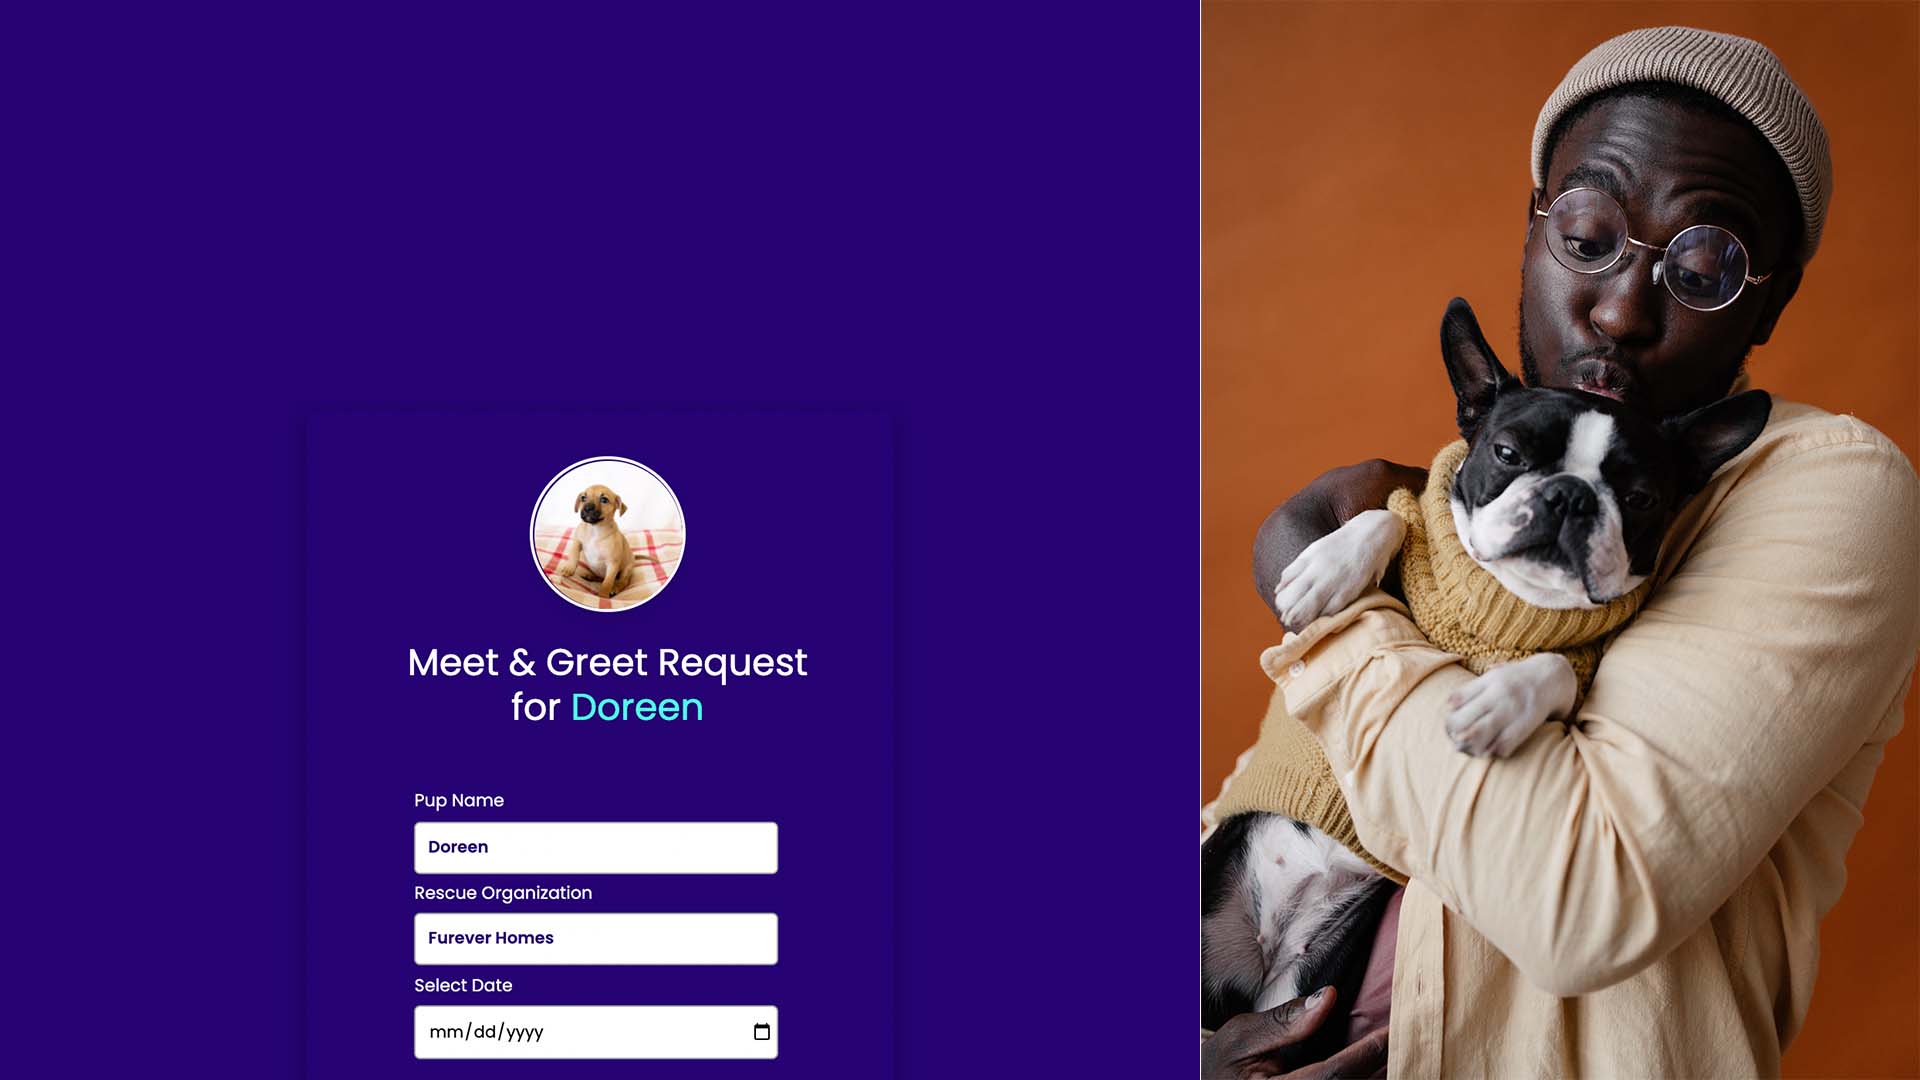 Meet & Greet Request
for Doreen
Pup Name
Doreen
Rescue Organization
Furever Homes
Select Date
mm/dd/yyyy